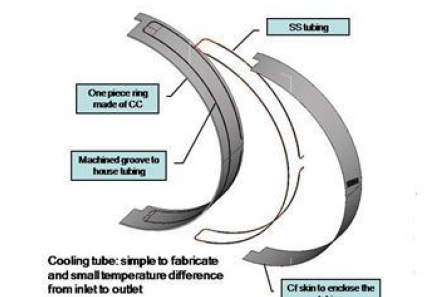 SS tubing
One piece ring
made of CC
Machined groove to
house tubing
Cooling tube: simple to fabricate
and small temperature difference
from inlet to outlet
Cf skin to enclose the